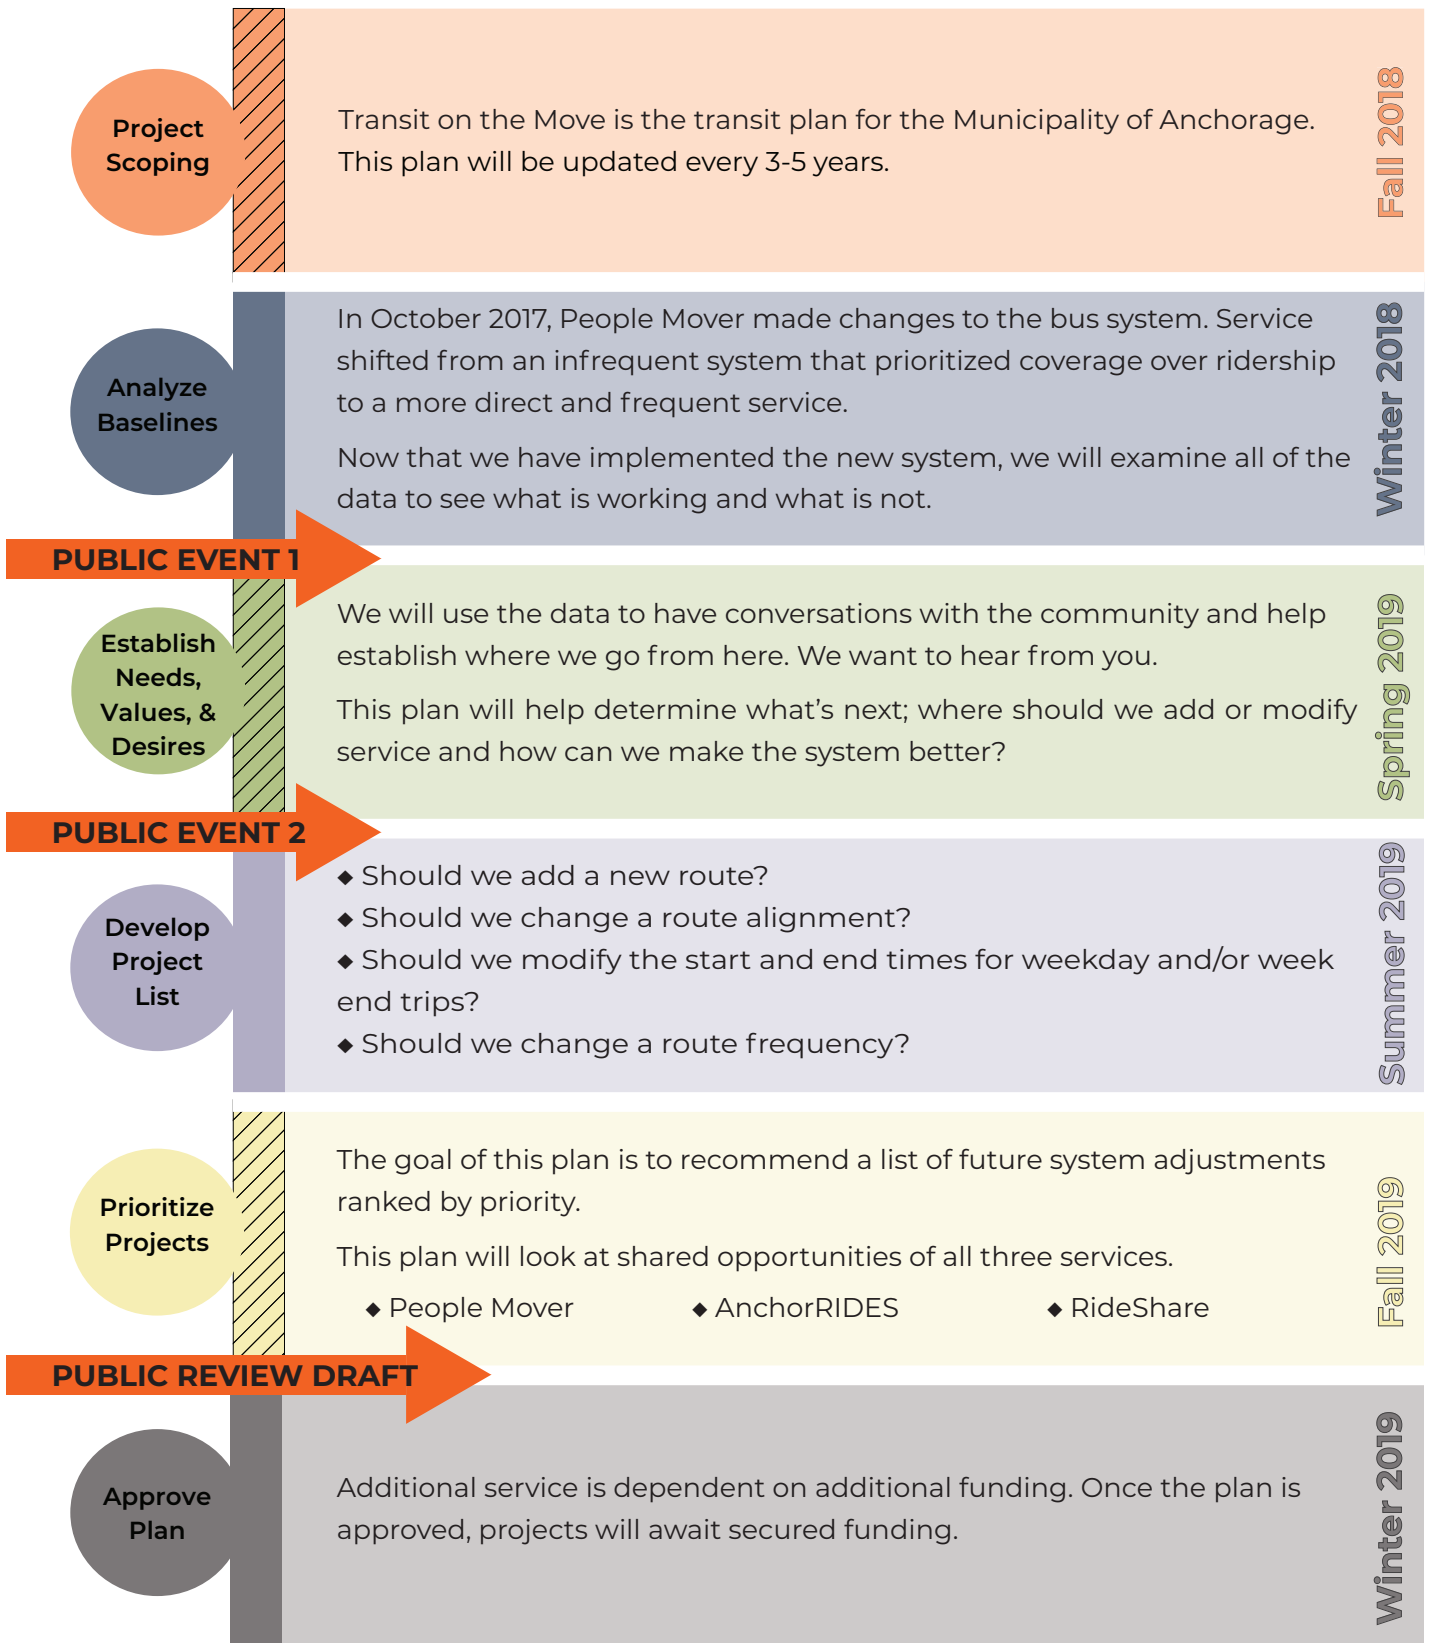 Project
Scoping
Transit on the Move is the transit plan for the Municipality of Anchorage.
This plan will be updated every 3-5 years.
Fall 2018
Analyze
Baselines
In October 2017, People Mover made changes to the bus system. Service
shifted from an infrequent system that prioritized coverage over ridership
to a more direct and frequent service.
Now that we have implemented the new system, we will examine all of the
data to see what is working and what is not.
Winter 2018
PUBLIC EVENT 1
Establish
Needs,
Values, &
Desires
We will use the data to have conversations with the community and help
establish where we go from here. We want to hear from you.
This plan will help determine what’s next; where should we add or modify
service and how can we make the system better?
Spring 2019
PUBLIC EVENT 2
Develop
Project
List
◆ Should we add a new route?
◆ Should we change a route alignment?
◆ Should we modify the start and end times for weekday and/or week
end trips?
◆ Should we change a route frequency?
Summer 2019
Prioritize
Projects
The goal of this plan is to recommend a list of future system adjustments
ranked by priority.
This plan will look at shared opportunities of all three services.
◆ People Mover ◆ AnchorRIDES ◆ RideShare
Fall 2019
PUBLIC REVIEW DRAFT
Approve
Plan
Additional service is dependent on additional funding. Once the plan is
approved, projects will await secured funding.
Winter 2019